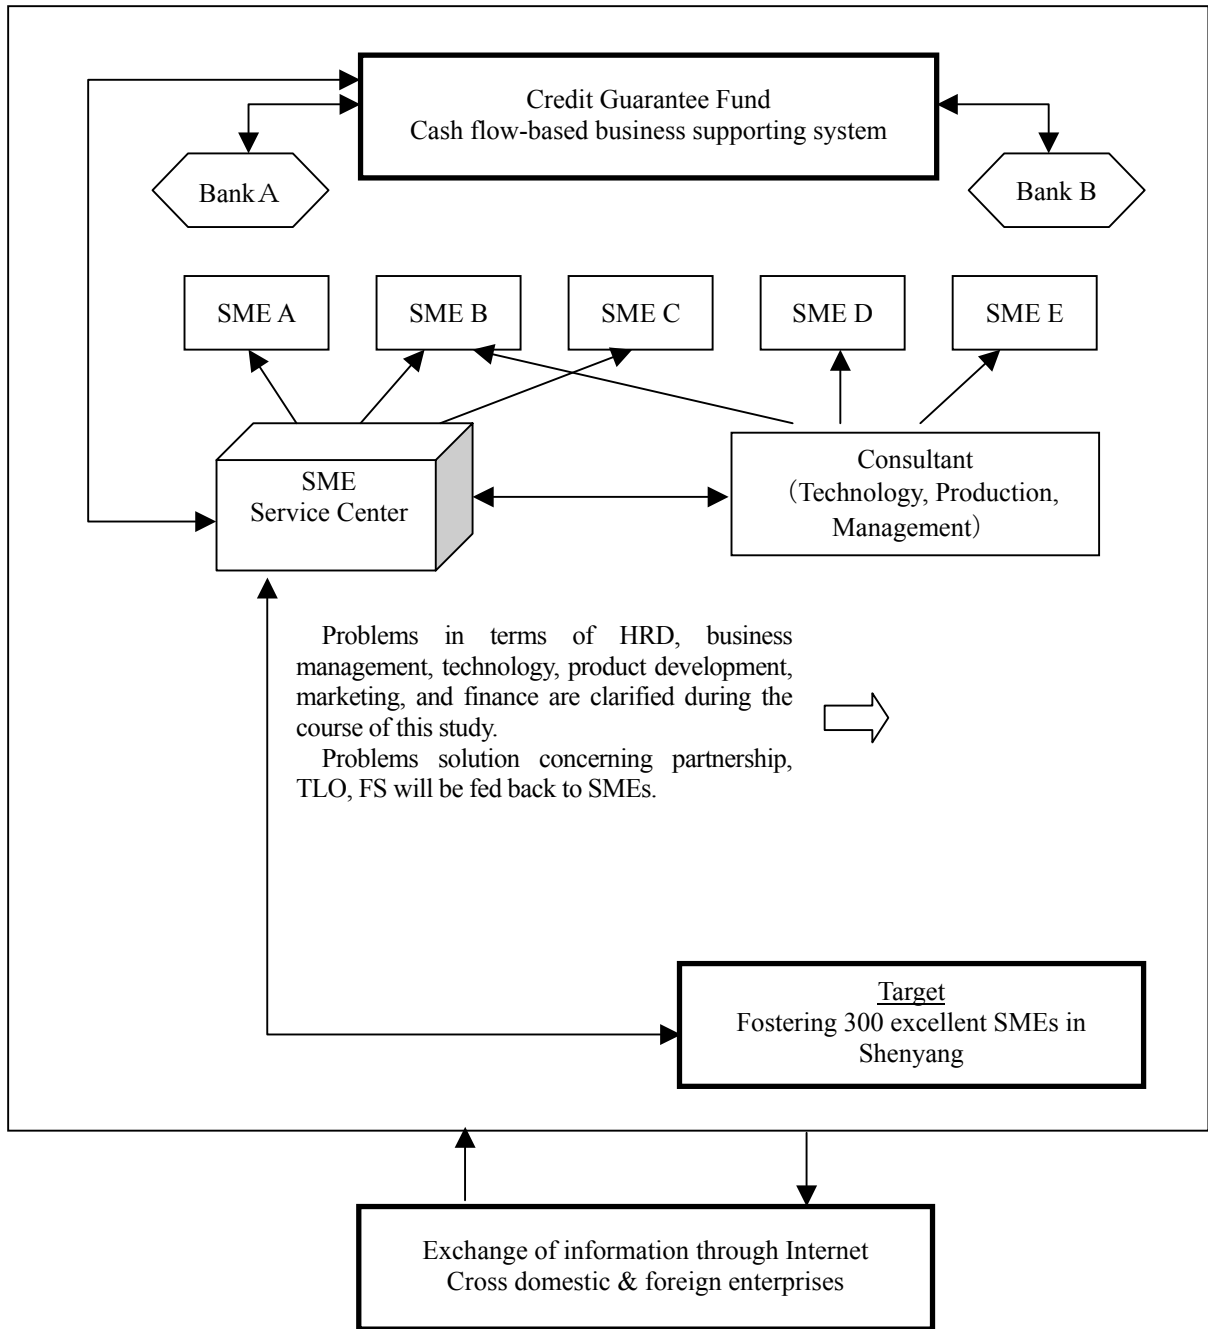 Credit Guarantee Fund
Cash flow-based business supporting system
Bank A
Bank B
SME A
SME B
SME C
SME D
SME E
SME
Service Center
Consultant
（Technology, Production,
Management）
Problems in terms of HRD, business
management, technology, product development,
marketing, and finance are clarified during the
course of this study.
Problems solution concerning partnership,
TLO, FS will be fed back to SMEs.
Target
Fostering 300 excellent SMEs in
Shenyang
Exchange of information through Internet
Cross domestic & foreign enterprises